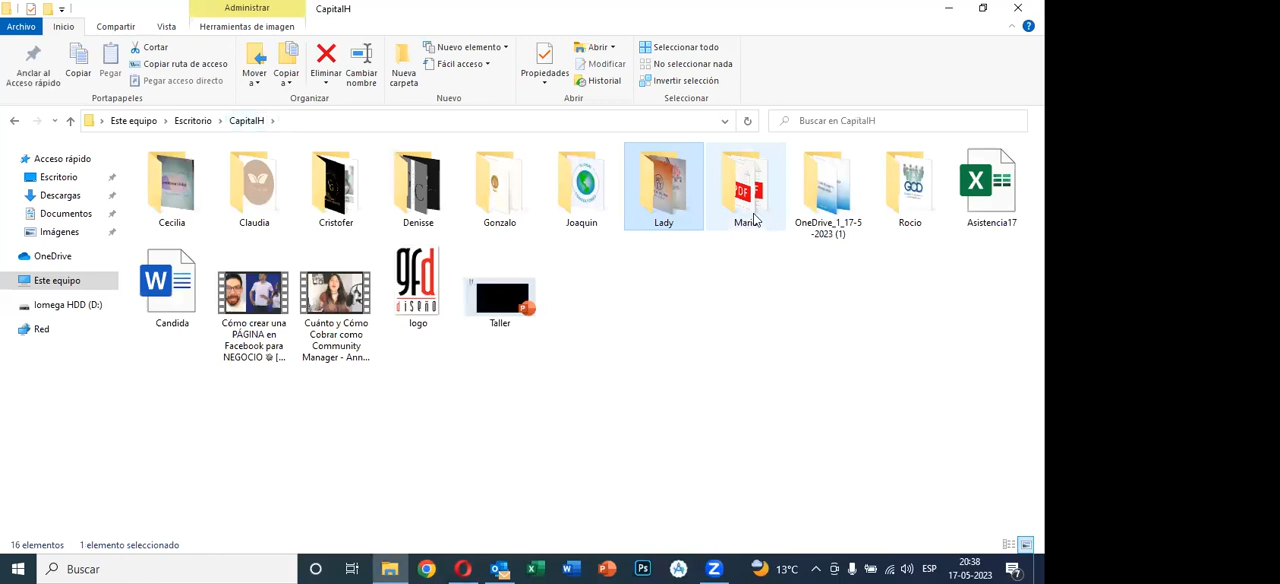 Administrar
CapitalH
Archivo
Inicio
Compartir
Vista
Herramientas de imagen
Anclar al
Acceso rápido
Copiar
Pegar
Cortar
Copiar ruta de acceso
Pegar acceso directo
Portapapeles
Mover
a
Copiar
a
Eliminar
Cambiar
nombre
Organizar
Nueva
carpeta
Nuevo elemento
Fácil acceso
Nuevo
Propiedades
Abrir
Modificar
Historial
Abrir
Seleccionar todo
No seleccionar nada
Invertir selección
Seleccionar
Este equipo > Escritorio > CapitalH >
Buscar en CapitalH
Acceso rápido
Escritorio
Descargas
Documentos
Imágenes
OneDrive
Este equipo
Iomega HDD (D:)
Red
Cecilia
Claudia
Cristofer
Denisse
Gonzalo
Joaquin
Lady
OneDrive_1_17-5
-2023 (1)
Rocio
Asistencia17
Candida
Cómo crear una
PÁGINA en
Facebook para
NEGOCIO [...
Cuánto y Cómo
Cobrar como
Community
Manager - Ann...
gfd
diseño
logo
Taller
PDF
GOD
16 elementos
1 elemento seleccionado
Buscar
13°C
ESP
20:38
17-05-2023
7